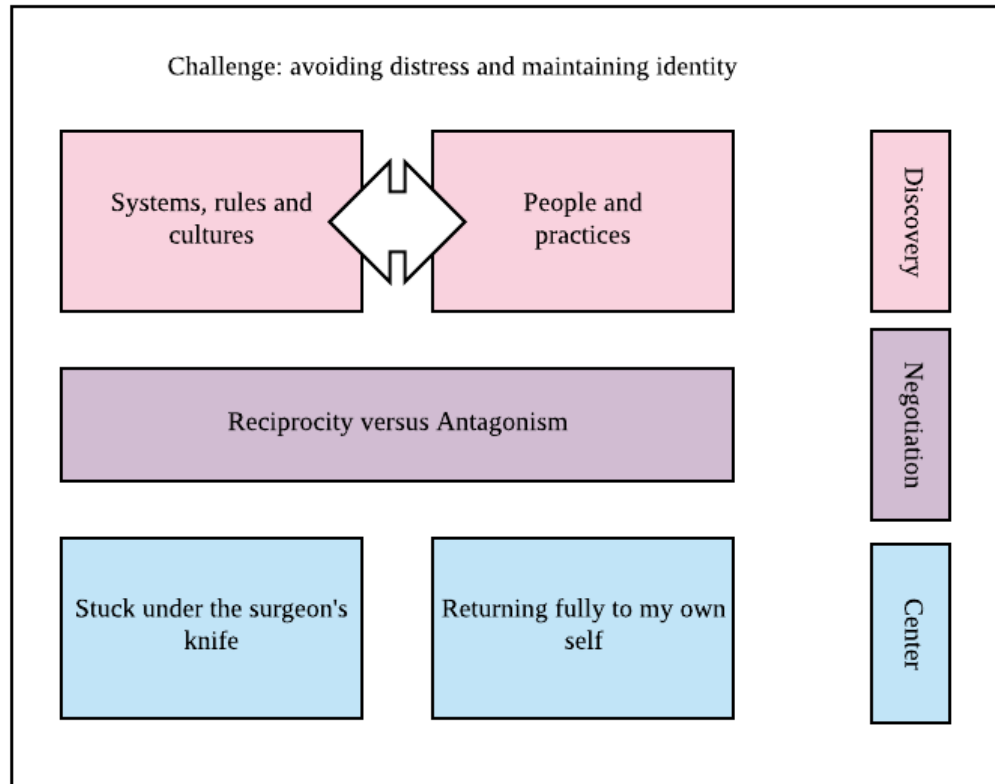 Challenge: avoiding distress and maintaining identity
Systems, rules and
cultures
People and
practices
Discovery
Reciprocity versus Antagonism
Negotiation
Stuck under the surgeon's
knife
Returning fully to my own
self
Center